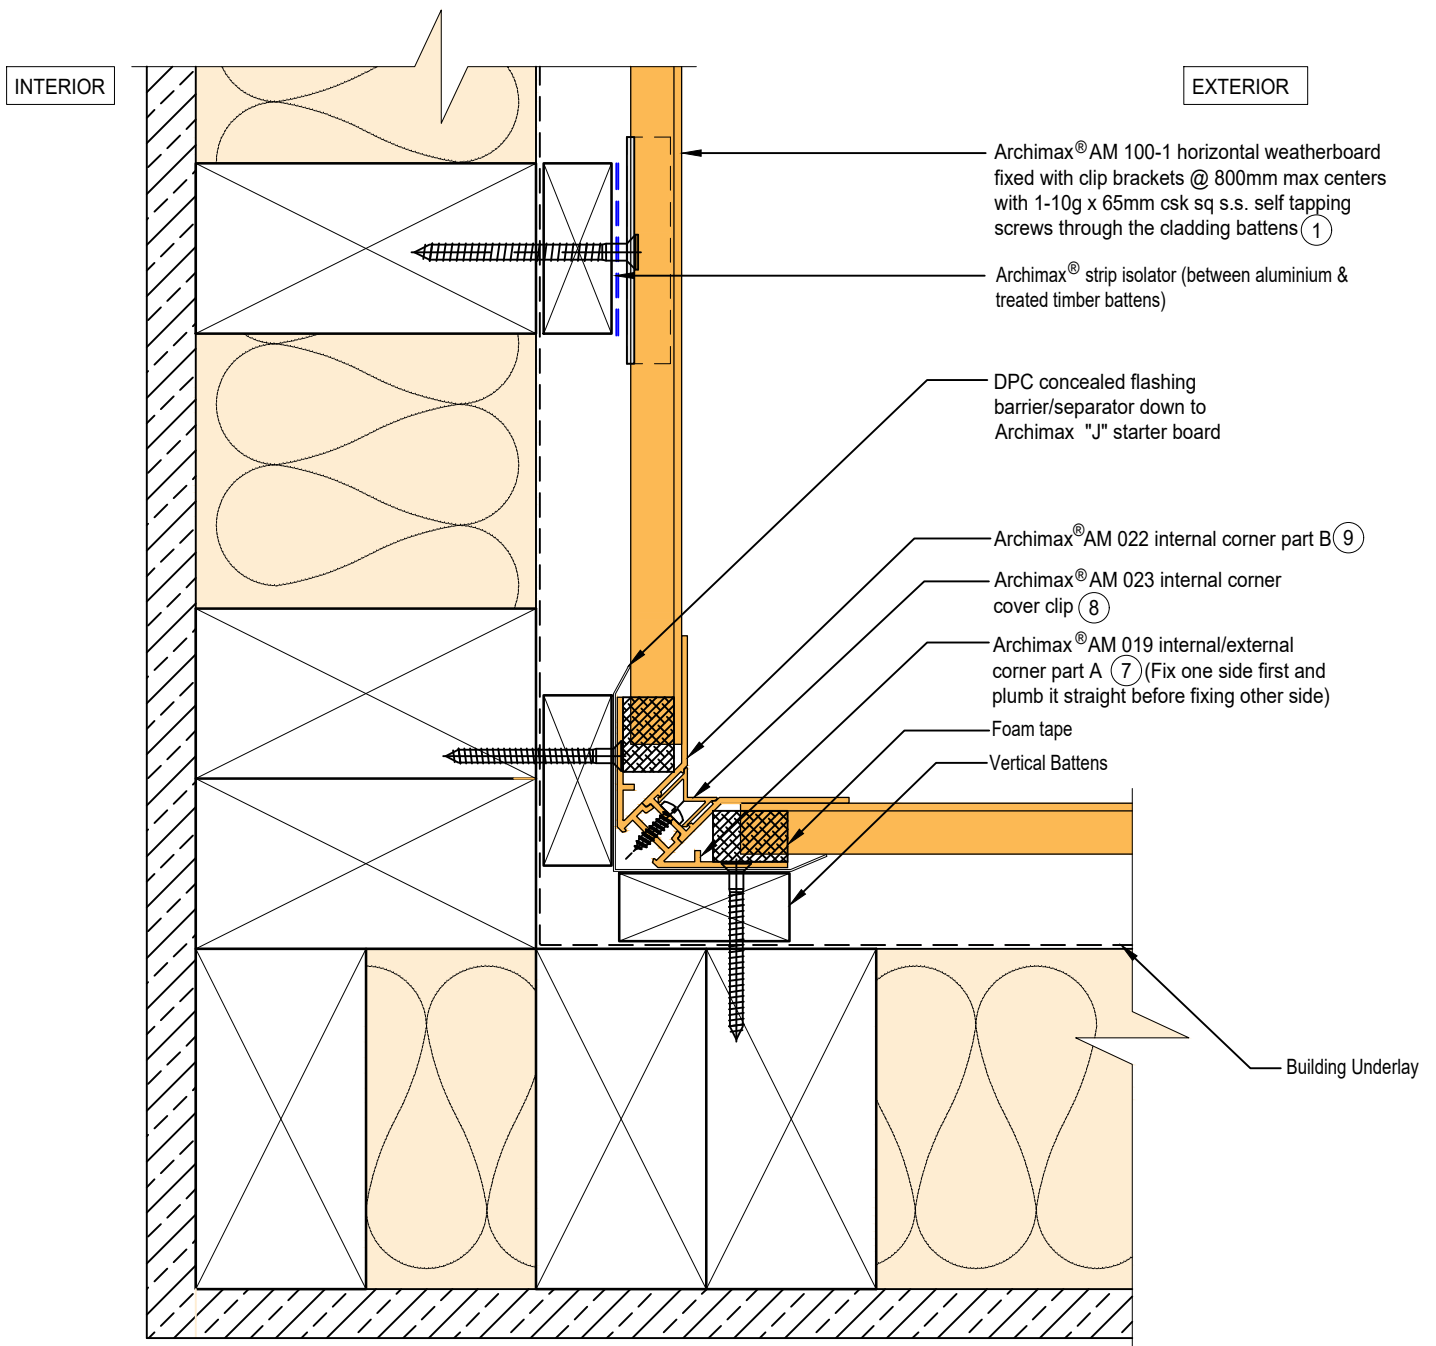 INTERIOR
EXTERIOR
Archimax® AM 100-1 horizontal weatherboard
fixed with clip brackets @ 800mm max centers
with 1-10g x 65mm csk sq s.s. self tapping
screws through the cladding battens 1
Archimax® strip isolator (between aluminium &
treated timber battens)
DPC concealed flashing
barrier/separator down to
Archimax "J" starter board
Archimax® AM 022 internal corner part B 9
Archimax® AM 023 internal corner
cover clip 8
Archimax® AM 019 internal/external
corner part A 7 (Fix one side first and
plumb it straight before fixing other side)
Foam tape
Vertical Battens
Building Underlay